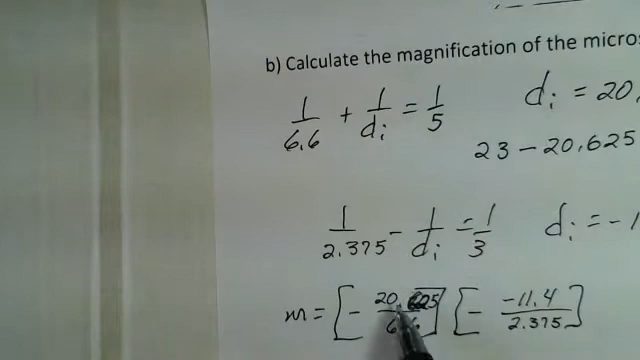 b) Calculate the magnification of the micros
1/6.6 + 1/di = 1/5 di = 20.
23 - 20.625
1/2.375 - 1/di = 1/3 di = -1
m = [- 20.625/6.6] [- -11.4/2.375]